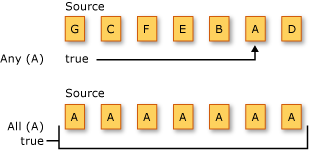 Source
G C F E B A D
Any (A) true
Source
A A A A A A A
All (A)
true